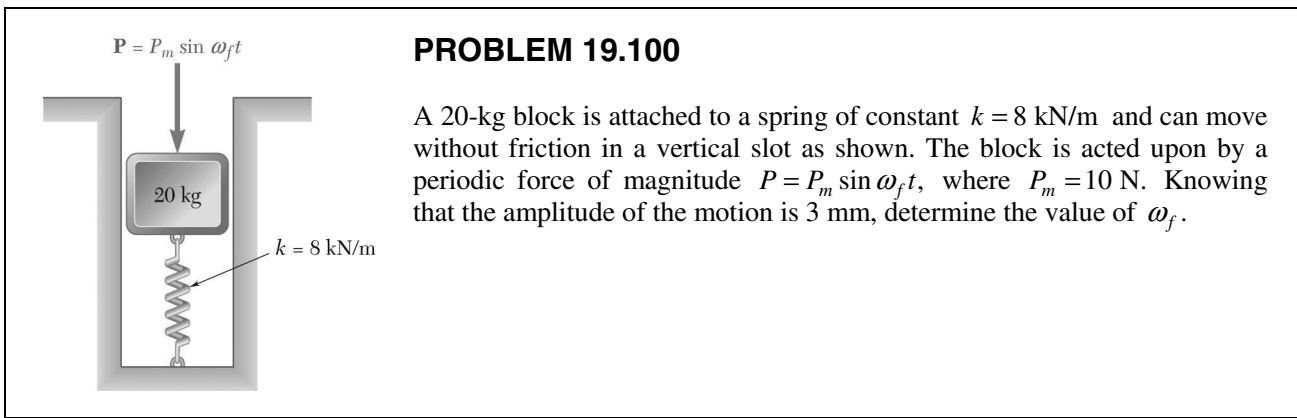 P = Pₘ sin ω_f t
20 kg
k = 8 kN/m
PROBLEM 19.100
A 20-kg block is attached to a spring of constant k = 8 kN/m and can move
without friction in a vertical slot as shown. The block is acted upon by a
periodic force of magnitude P = Pₘ sin ω_f t, where Pₘ = 10 N. Knowing
that the amplitude of the motion is 3 mm, determine the value of ω_f.